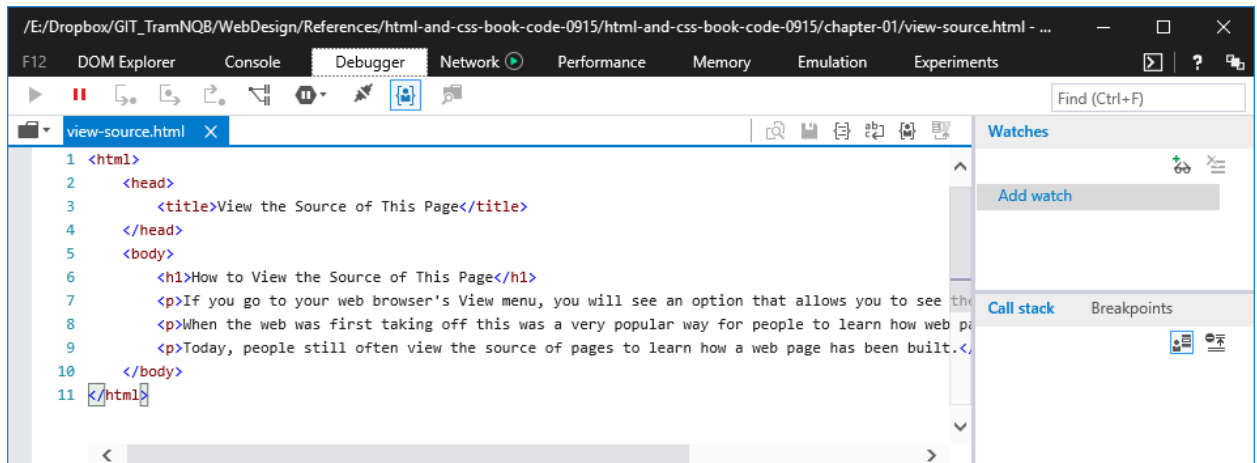 /E:/Dropbox/GIT_TramNQB/WebDesign/References/html-and-css-book-code-0915/html-and-css-book-code-0915/chapter-01/view-source.html - ...
F12 DOM Explorer Console Debugger Network Performance Memory Emulation Experiments ?
Find (Ctrl+F)
view-source.html
Watches
1 <html>
2 <head>
3 <title>View the Source of This Page</title>
4 </head>
5 <body>
6 <h1>How to View the Source of This Page</h1>
7 <p>If you go to your web browser's View menu, you will see an option that allows you to see the
8 <p>When the web was first taking off this was a very popular way for people to learn how web pa
9 <p>Today, people still often view the source of pages to learn how a web page has been built.</
10 </body>
11 </html>
Add watch
Call stack Breakpoints